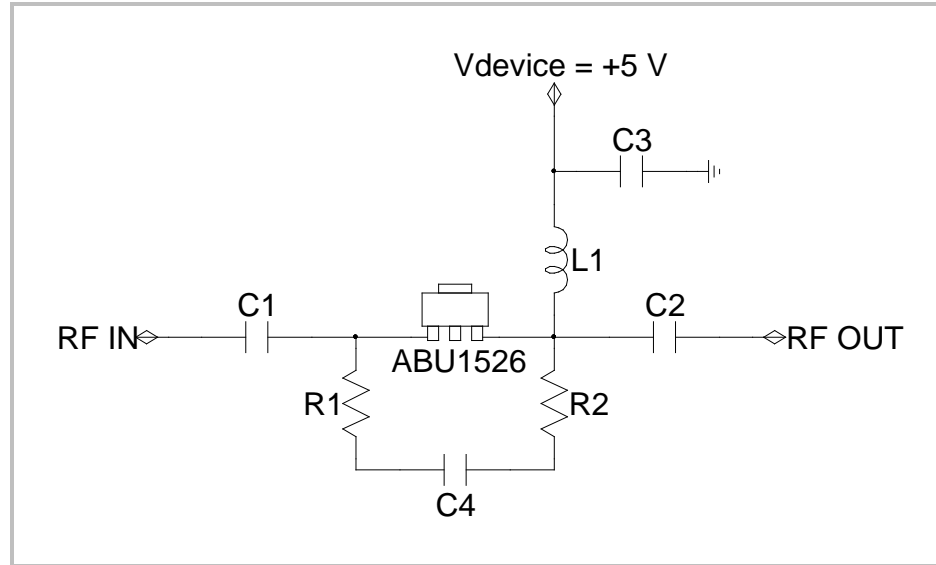 Vdevice = +5 V
C3
L1
C1
C2
RF IN
RF OUT
ABU1526
R1
R2
C4